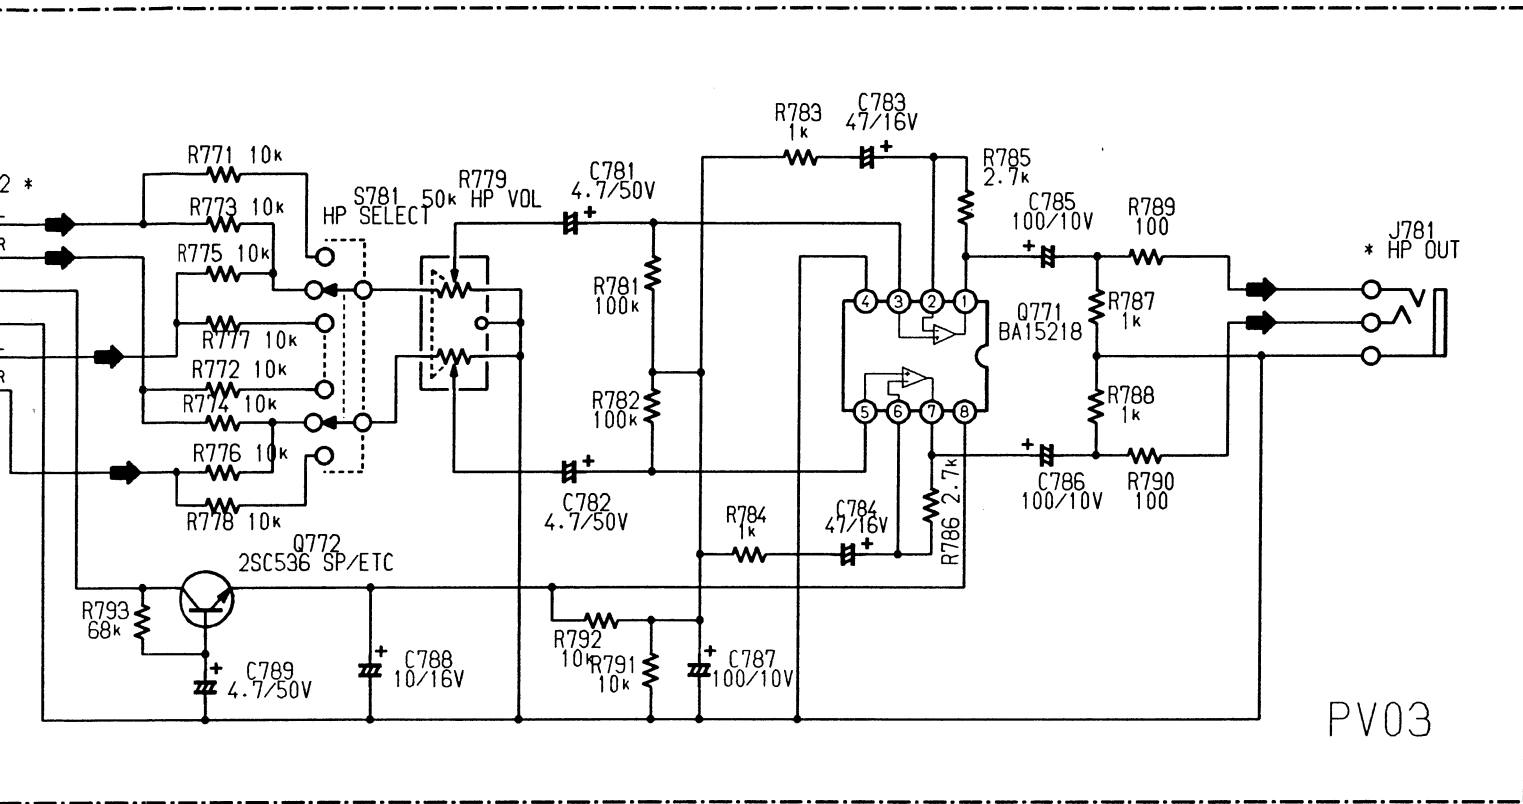 2 *
R
R
R771 10k
R773 10k
R775 10k
R777 10k
R772 10k
R774 10k
R776 10k
R778 10k
S781
HP SELECT
R779
50k HP VOL
C781
4.7/50V
R781
100k
R782
100k
C782
4.7/50V
R783
1k
C783
47/16V
R785
2.7k
4 3 2 1
5 6 7 8
Q771
BA15218
C785
100/10V
R789
100
R787
1k
R788
1k
J781
* HP OUT
C786
100/10V
R790
100
R784
1k
C784
47/16V
R786 2.7k
Q772
2SC536 SP/ETC
R793
68k
C789
4.7/50V
C788
10/16V
R792
10k
R791
10k
C787
100/10V
PV03